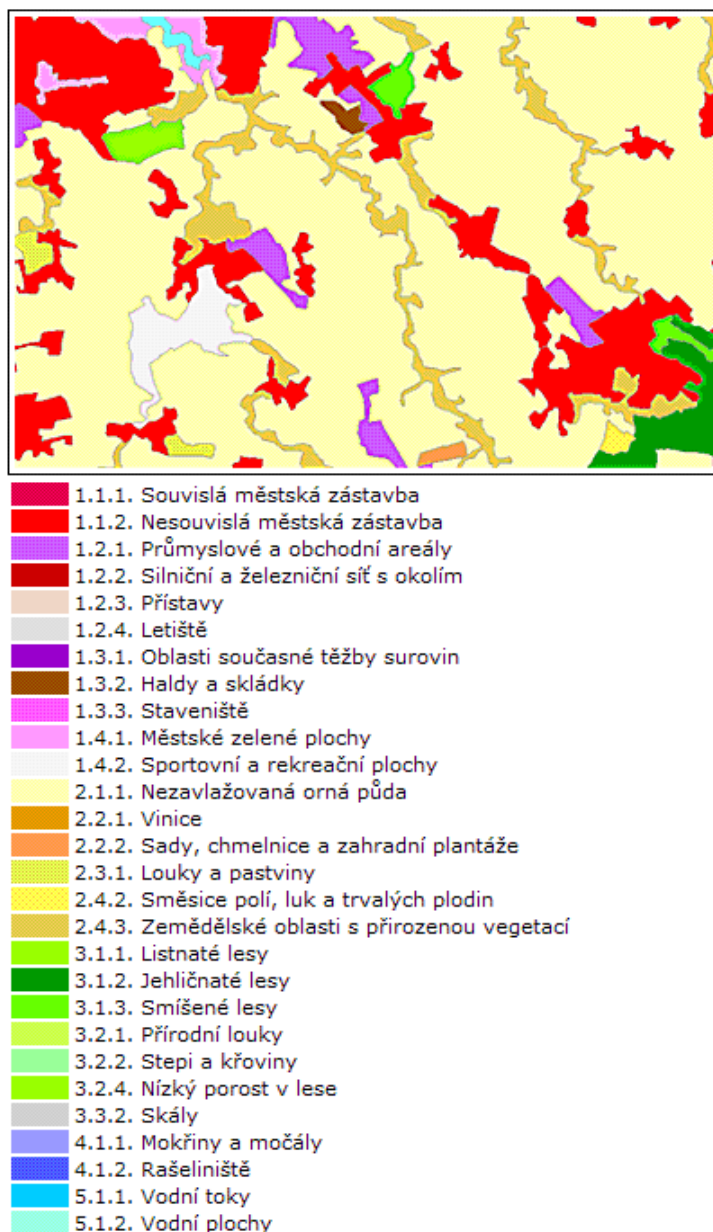 1.1.1. Souvislá městská zástavba
1.1.2. Nesouvislá městská zástavba
1.2.1. Průmyslové a obchodní areály
1.2.2. Silniční a železniční síť s okolím
1.2.3. Přístavy
1.2.4. Letiště
1.3.1. Oblasti současné těžby surovin
1.3.2. Haldy a skládky
1.3.3. Staveniště
1.4.1. Městské zelené plochy
1.4.2. Sportovní a rekreační plochy
2.1.1. Nezavlažovaná orná půda
2.2.1. Vinice
2.2.2. Sady, chmelnice a zahradní plantáže
2.3.1. Louky a pastviny
2.4.2. Směsice polí, luk a trvalých plodin
2.4.3. Zemědělské oblasti s přirozenou vegetací
3.1.1. Listnaté lesy
3.1.2. Jehličnaté lesy
3.1.3. Smíšené lesy
3.2.1. Přírodní louky
3.2.2. Stepi a křoviny
3.2.4. Nízký porost v lese
3.3.2. Skály
4.1.1. Mokřiny a močály
4.1.2. Rašeliniště
5.1.1. Vodní toky
5.1.2. Vodní plochy